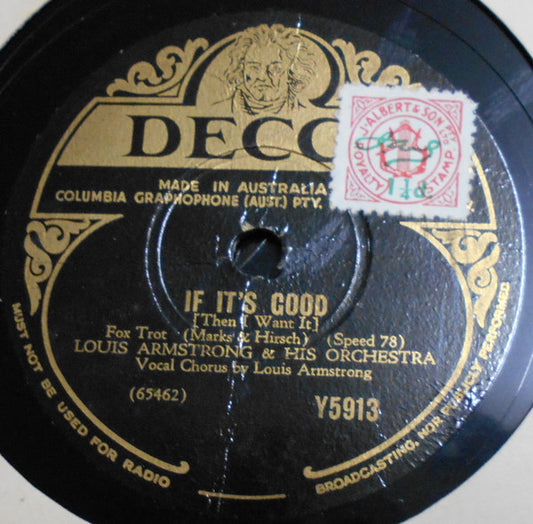 DECC
MADE IN AUSTRALIA
COLUMBIA GRAPHOPHONE (AUST.) PTY.
J. ALBERT & SON
ROYALTY STAMP
IF IT'S GOOD
[Then I Want It]
Fox Trot (Marks & Hirsch) (Speed 78)
LOUIS ARMSTRONG & HIS ORCHESTRA
Vocal Chorus by Louis Armstrong
(65462) Y5913
MUST NOT BE USED FOR RADIO
BROADCASTING, NOR PUBLICLY PERFORMED